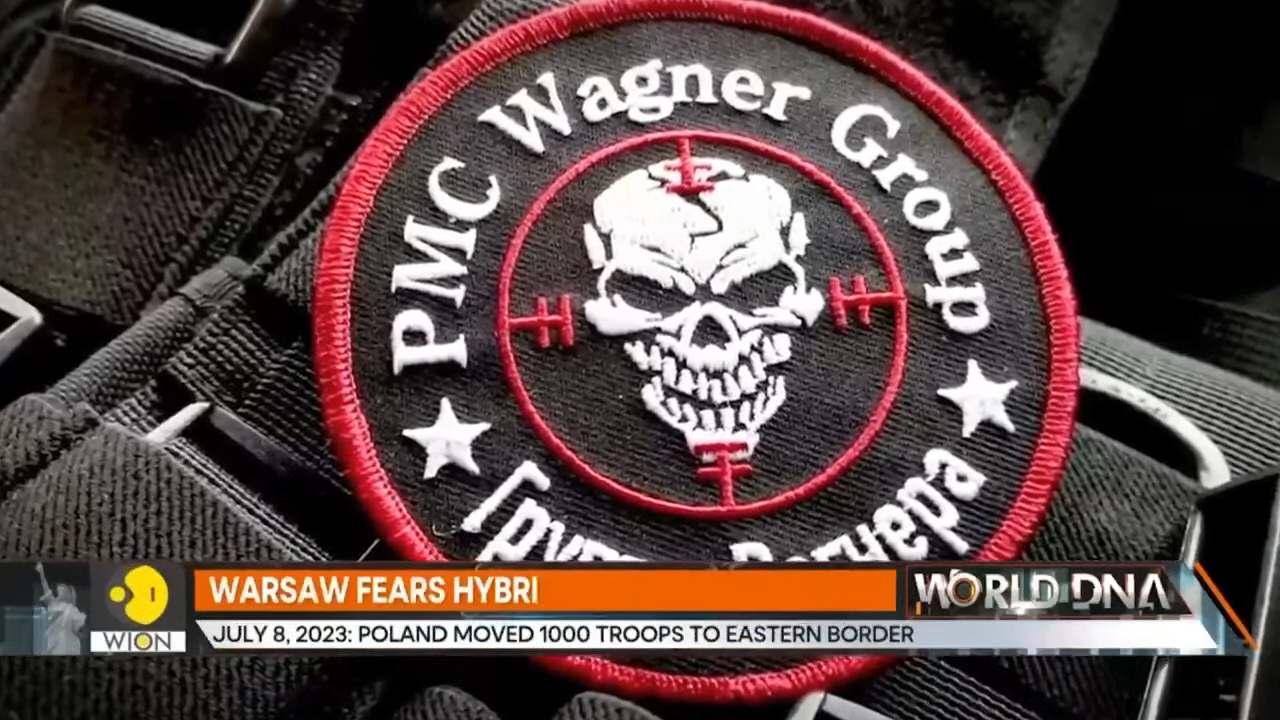 PMC Wagner Group
WARSAW FEARS HYBRI
WORLD DNA
WION
JULY 8, 2023: POLAND MOVED 1000 TROOPS TO EASTERN BORDER